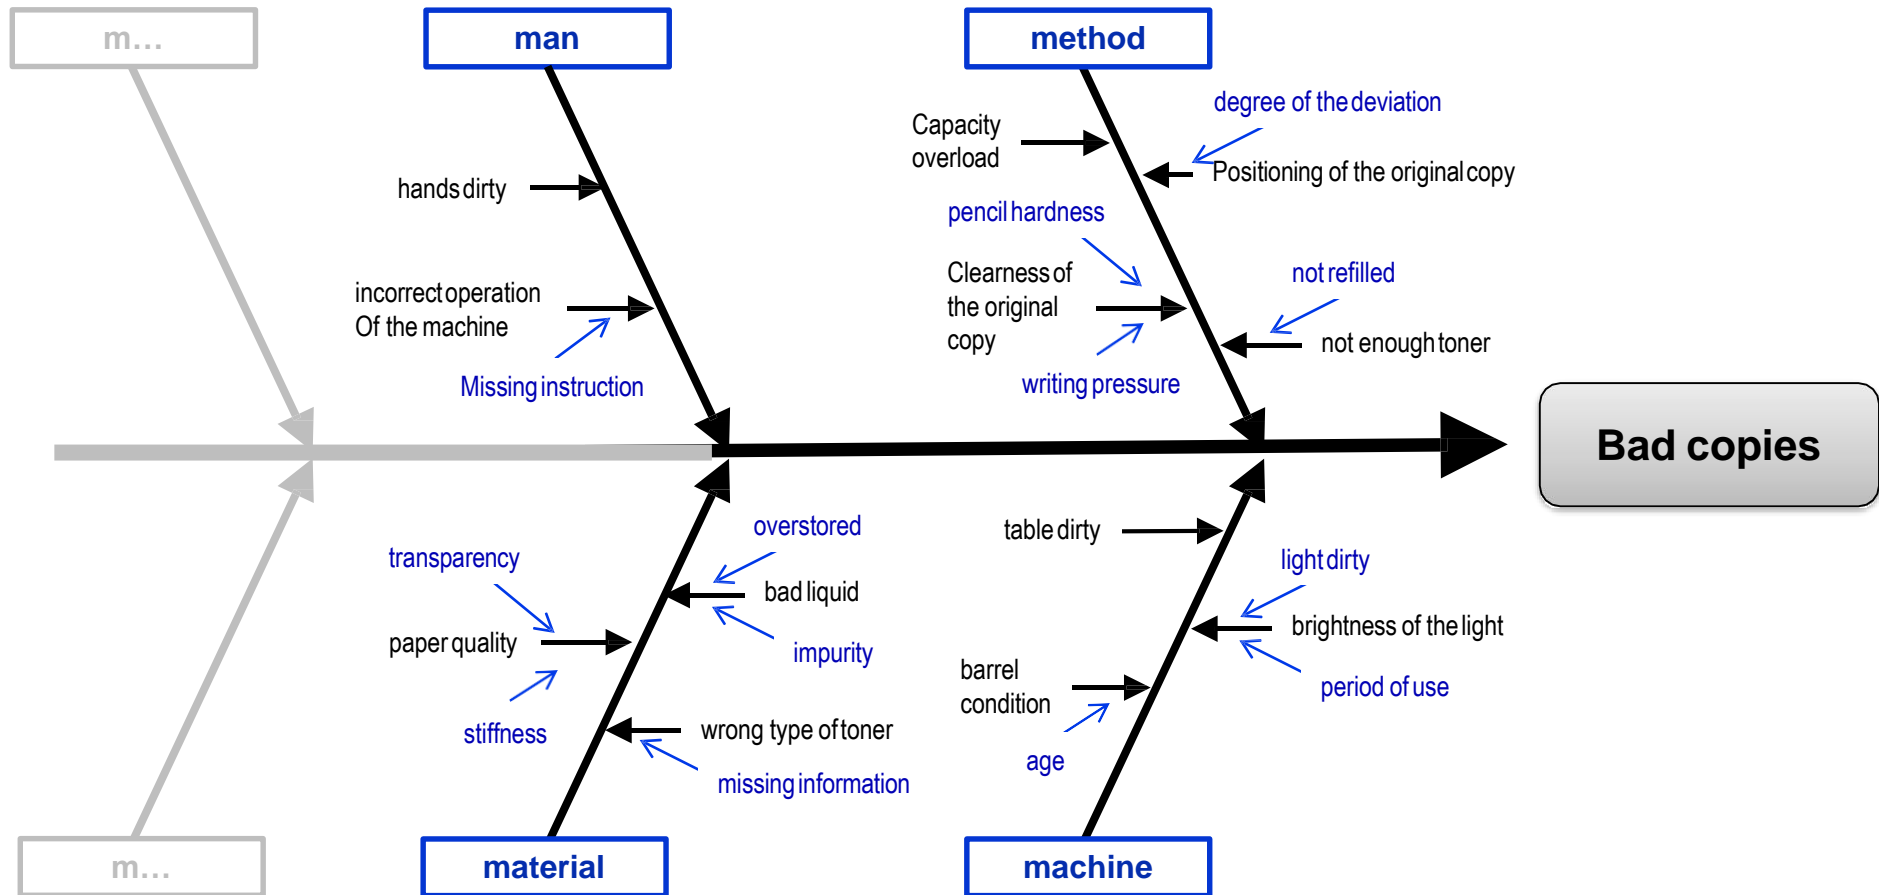 m...
man
method
degree of the deviation
Capacity
overload
Positioning of the original copy
hands dirty
pencil hardness
Clearness of
the original
copy
not refilled
incorrect operation
Of the machine
not enough toner
Missing instruction
writing pressure
Bad copies
overstored
table dirty
transparency
light dirty
bad liquid
paper quality
brightness of the light
impurity
barrel
condition
period of use
stiffness
wrong type of toner
age
missing information
m...
material
machine